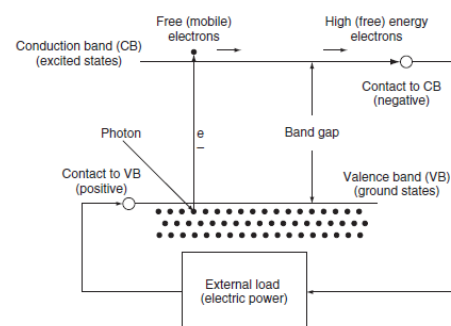 Free (mobile)
electrons
High (free) energy
electrons
Conduction band (CB)
(excited states)
Contact to CB
(negative)
Photon
e
Band gap
Contact to VB
(positive)
Valence band (VB)
(ground states)
External load
(electric power)